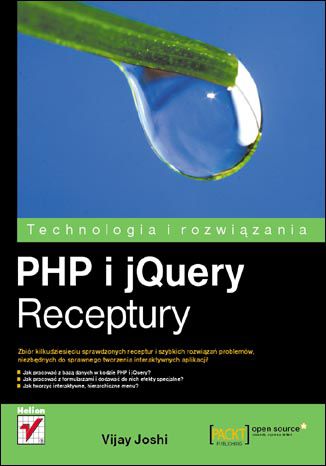 Technologia i rozwiązania
PHP i jQuery
Receptury
Zbiór kilkudziesięciu sprawdzonych receptur i szybkich rozwiązań problemów,
niezbędnych do sprawnego tworzenia interaktywnych aplikacji!
Jak pracować z bazą danych w kodzie PHP i jQuery?
Jak pracować z formularzami i dodawać do nich efekty specjalne?
Jak tworzyć interaktywne, hierarchiczne menu?
Helion
Vijay Joshi
PACKT
PUBLISHING
open source*